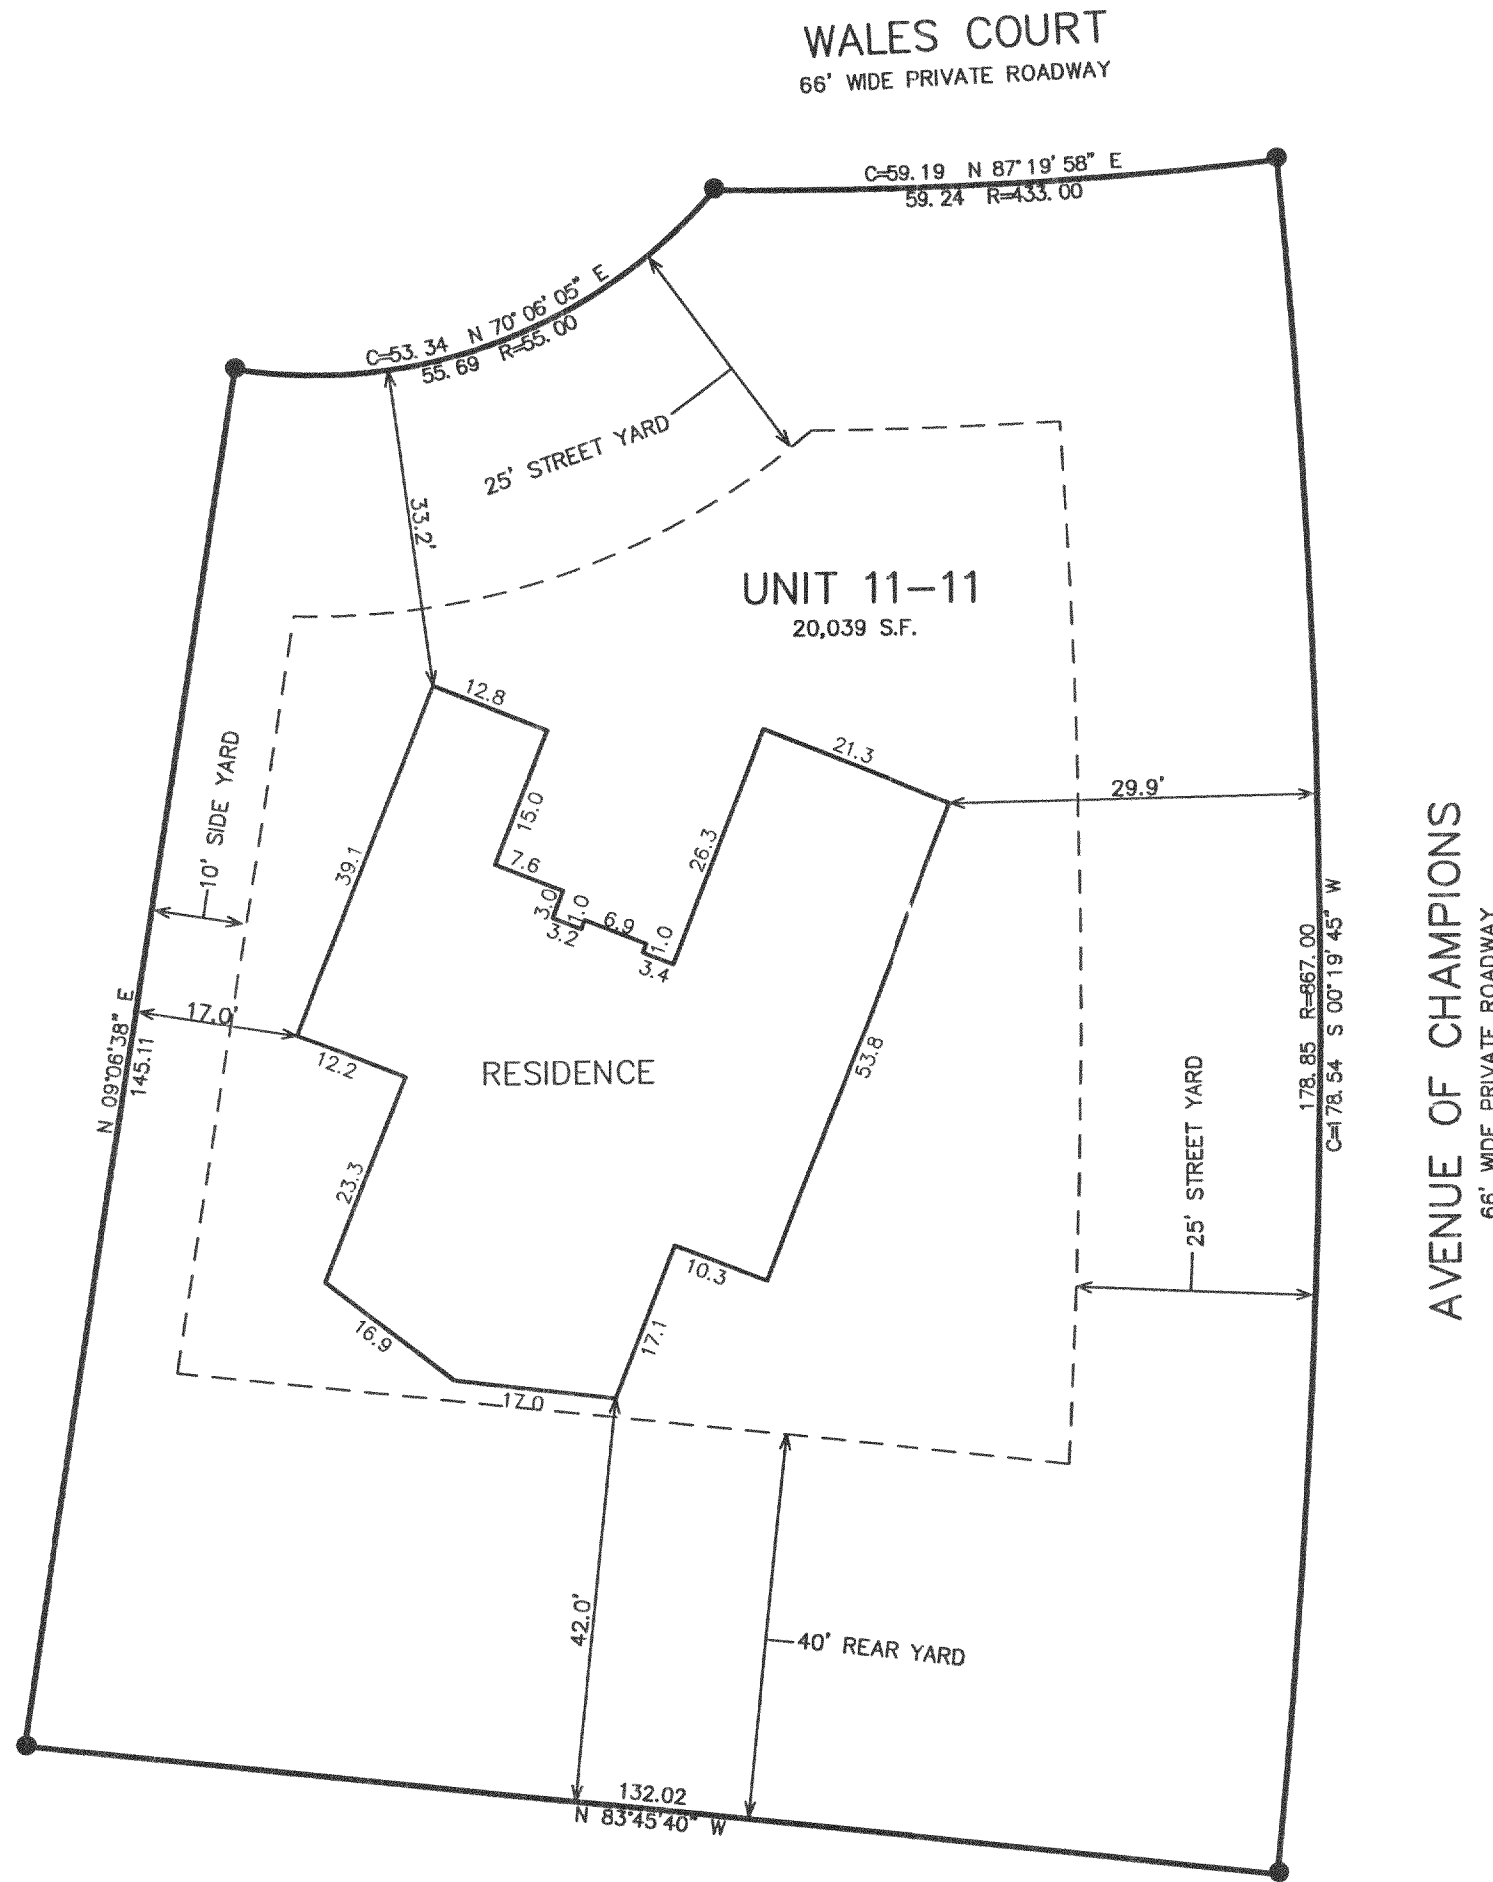 WALES COURT
66' WIDE PRIVATE ROADWAY
C=59.19 N 87°19'58" E
59.24 R=433.00
C=53.34 N 70°06'05" E
55.69 R=55.00
25' STREET YARD
33.2'
UNIT 11-11
20,039 S.F.
12.8
21.3
10' SIDE YARD
29.9'
15.0
39.1
7.6
26.3
3.0
1.0
6.9
3.2
1.0
3.4
AVENUE OF CHAMPIONS
66' WIDE PRIVATE ROADWAY
178.85 R=867.00
C=178.54 S 00°19'45" W
N 09°06'38" E
145.11
17.0'
12.2
RESIDENCE
53.8
23.3
25' STREET YARD
10.3
16.9
17.1
17.0
42.0'
40' REAR YARD
132.02
N 83°45'40" W